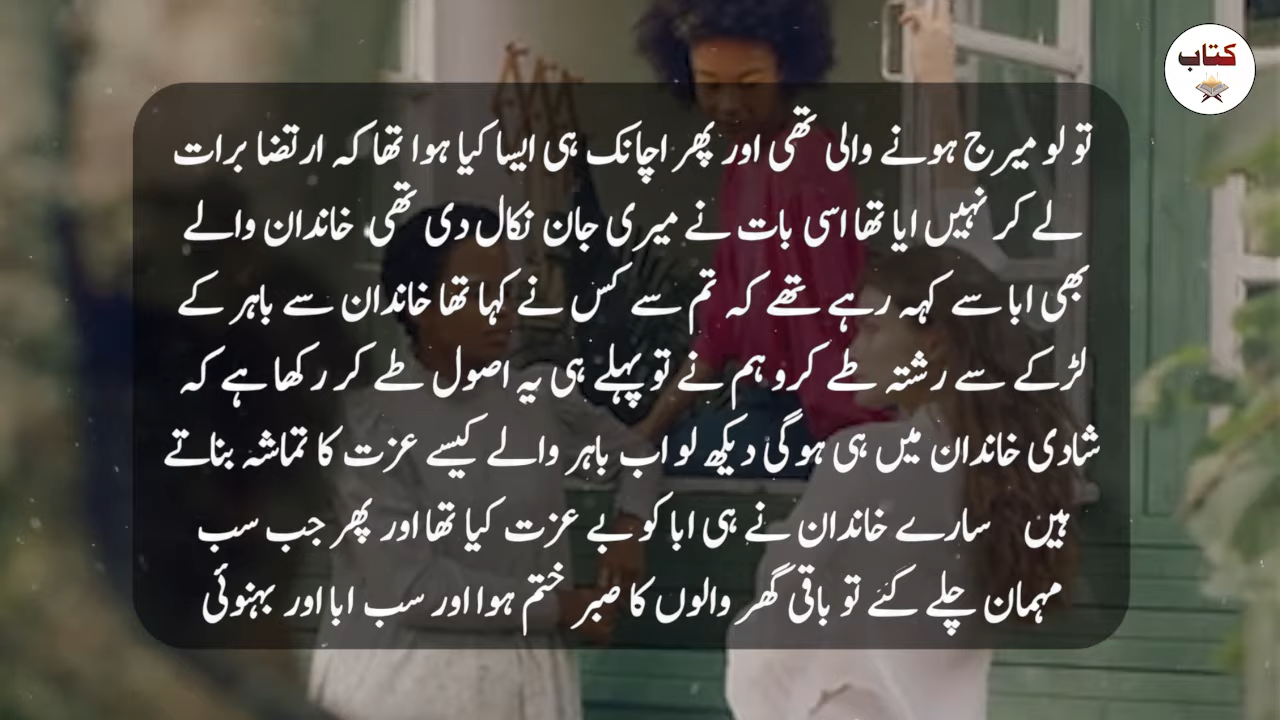 کتاب
تو لو میرج ہونے والی تھی اور پھر اچانک ہی ایسا کیا ہوا تھا کہ ارتضا برات
لے کر نہیں ایا تھا اسی بات نے میری جان نکال دی تھی، خاندان والے
بھی ابا سے کہہ رہے تھے کہ تم سے کس نے کہا تھا خاندان سے باہر کے
لڑکے سے رشتہ طے کرو ہم نے تو پہلے ہی یہ اصول طے کر رکھا ہے کہ
شادی خاندان میں ہی ہوگی دیکھ لو اب باہر والے کیسے عزت کا تماشہ بناتے
ہیں سارے خاندان نے ہی ابا کو بے عزت کیا تھا اور پھر جب سب
مہمان چلے گئے تو باقی گھر والوں کا صبر ختم ہوا اور سب ابا اور بہنوئی